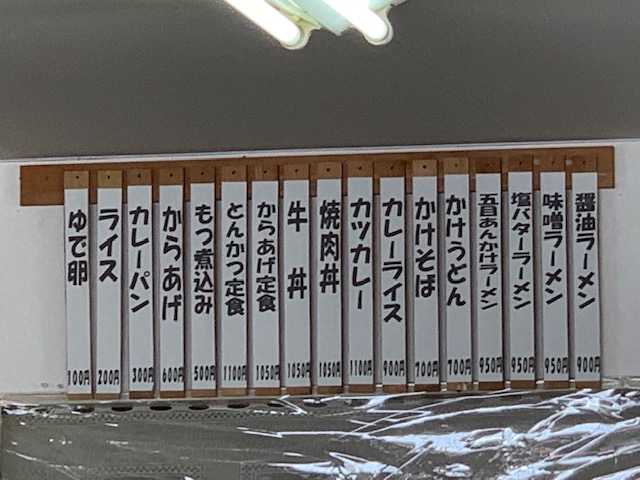 醤油ラーメン 900円
味噌ラーメン 950円
塩バターラーメン 950円
五目あんかけラーメン 950円
かけうどん 700円
かけそば 700円
カレーライス 900円
カツカレー 1100円
焼肉丼 1050円
牛丼 1050円
からあげ定食 1050円
とんかつ定食 1100円
もつ煮込み 500円
からあげ 600円
カレーパン 300円
ライス 200円
ゆで卵 100円